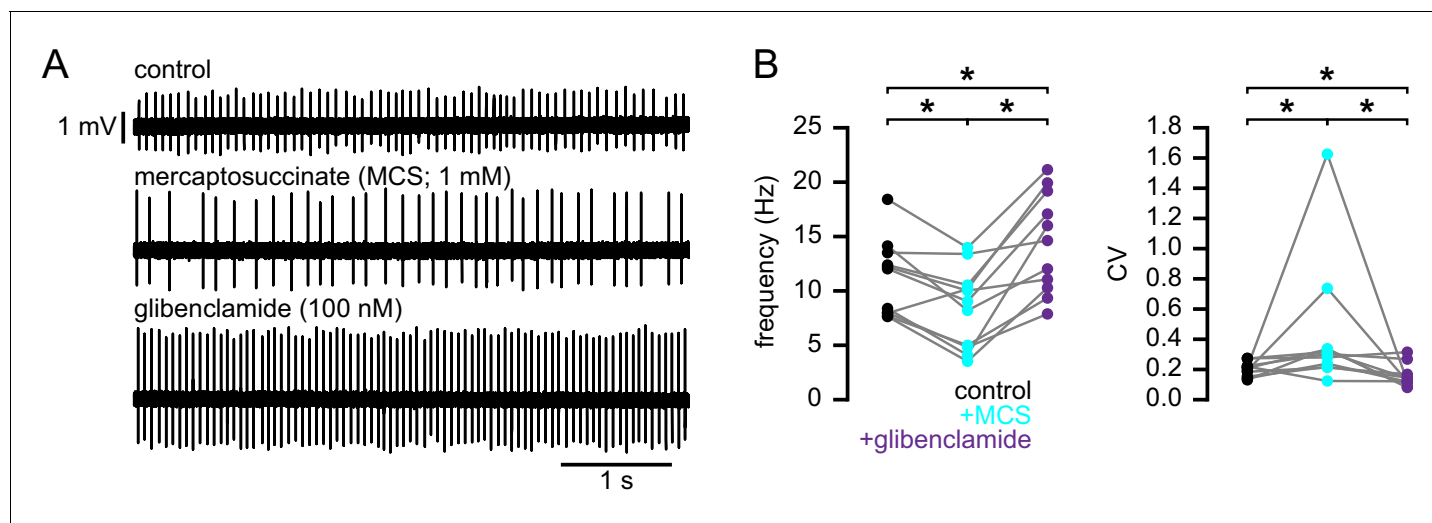 A
control
1 mV
mercaptosuccinate (MCS; 1 mM)
glibenclamide (100 nM)
1 s
B
*
* *
25
20
15
10
5
0
frequency (Hz)
control
+MCS
+glibenclamide
*
* *
1.8
1.6
1.4
1.2
1.0
0.8
0.6
0.4
0.2
0.0
CV